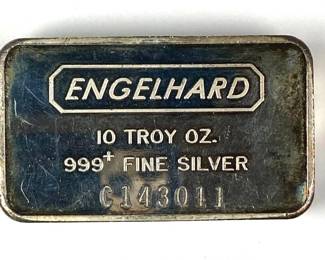 ENGELHARD
10 TROY OZ.
999+ FINE SILVER
C143011